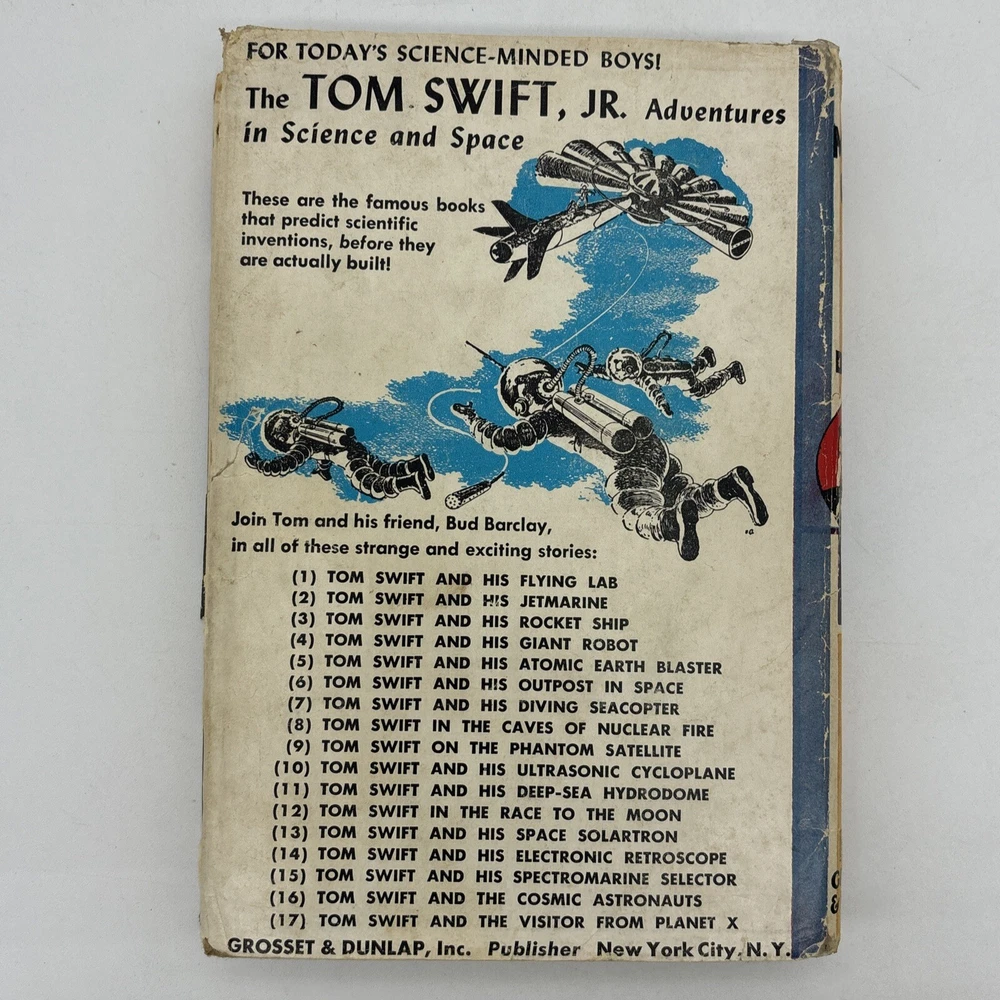 FOR TODAY'S SCIENCE-MINDED BOYS!
The TOM SWIFT, JR. Adventures
in Science and Space
These are the famous books
that predict scientific
inventions, before they
are actually built!
Join Tom and his friend, Bud Barclay,
in all of these strange and exciting stories:
(1) TOM SWIFT AND HIS FLYING LAB
(2) TOM SWIFT AND HIS JETMARINE
(3) TOM SWIFT AND HIS ROCKET SHIP
(4) TOM SWIFT AND HIS GIANT ROBOT
(5) TOM SWIFT AND HIS ATOMIC EARTH BLASTER
(6) TOM SWIFT AND HIS OUTPOST IN SPACE
(7) TOM SWIFT AND HIS DIVING SEACOPTER
(8) TOM SWIFT IN THE CAVES OF NUCLEAR FIRE
(9) TOM SWIFT ON THE PHANTOM SATELLITE
(10) TOM SWIFT AND HIS ULTRASONIC CYCLOPLANE
(11) TOM SWIFT AND HIS DEEP-SEA HYDRODOME
(12) TOM SWIFT IN THE RACE TO THE MOON
(13) TOM SWIFT AND HIS SPACE SOLARTRON
(14) TOM SWIFT AND HIS ELECTRONIC RETROSCOPE
(15) TOM SWIFT AND HIS SPECTROMARINE SELECTOR
(16) TOM SWIFT AND THE COSMIC ASTRONAUTS
(17) TOM SWIFT AND THE VISITOR FROM PLANET X
GROSSET & DUNLAP, Inc. Publisher New York City, N. Y.